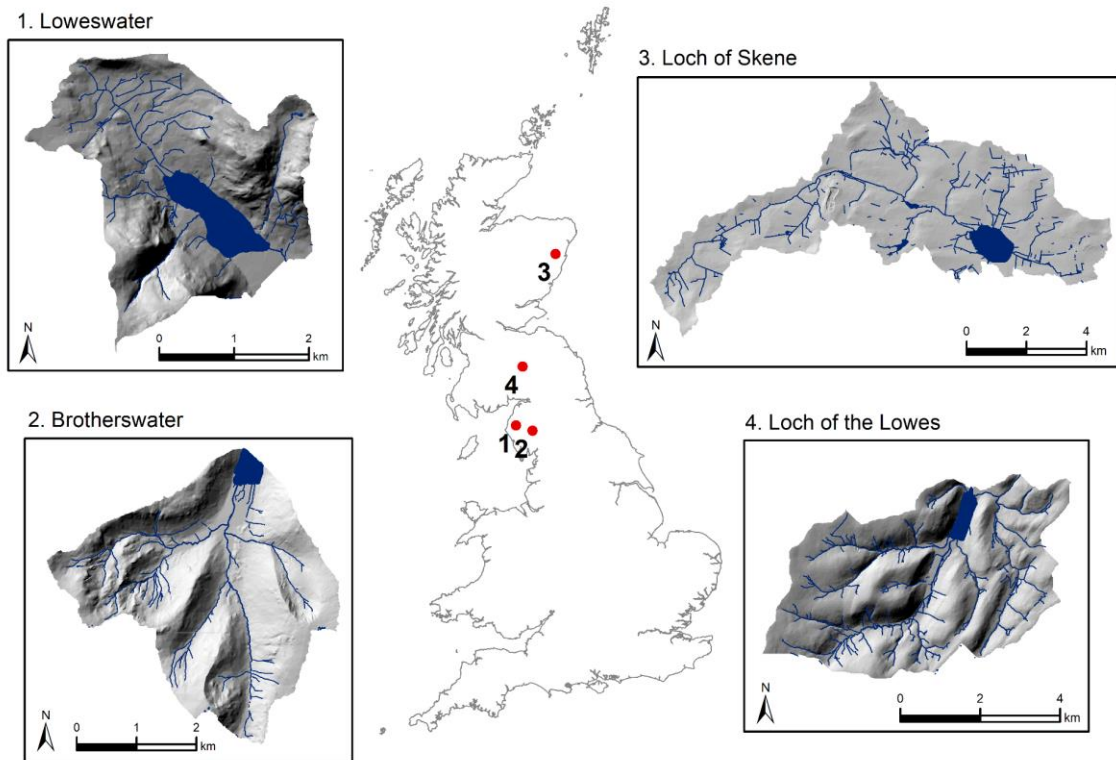 1. Loweswater
N
0 1 2
km
3. Loch of Skene
N
0 2 4
km
3
4
1
2
2. Brotherswater
N
0 1 2
km
4. Loch of the Lowes
N
0 2 4
km